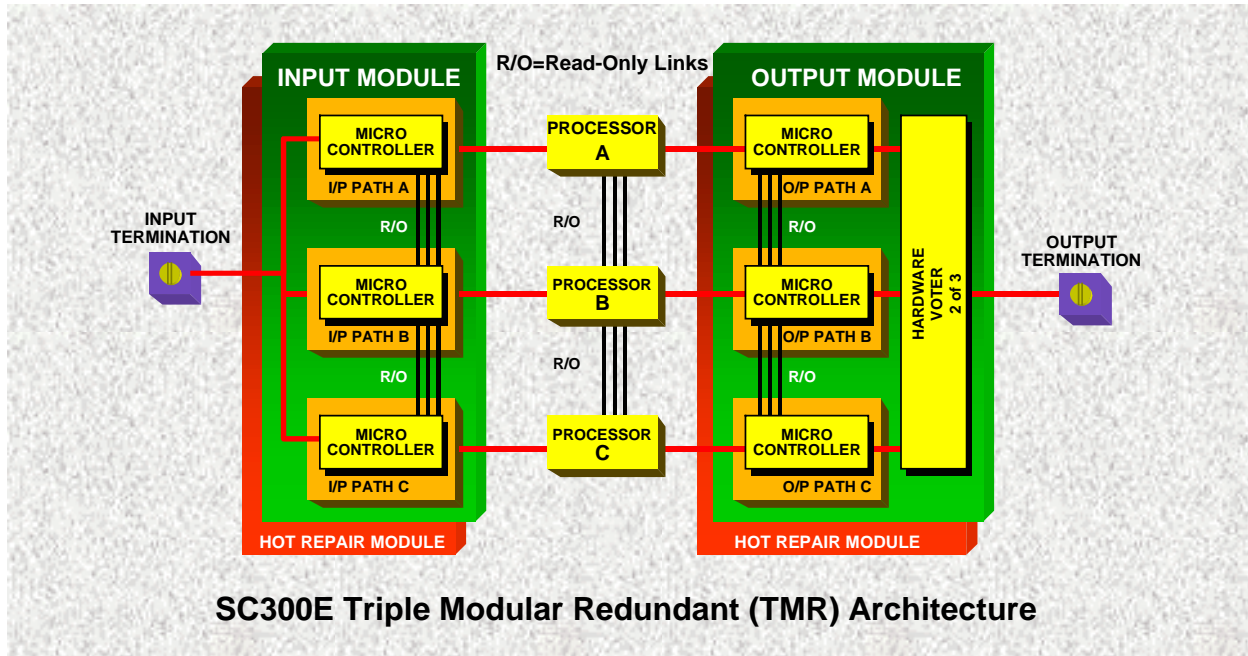 R/O=Read-Only Links
INPUT MODULE
OUTPUT MODULE
MICRO
CONTROLLER
I/P PATH A
PROCESSOR
A
MICRO
CONTROLLER
O/P PATH A
R/O
R/O
R/O
INPUT
TERMINATION
MICRO
CONTROLLER
I/P PATH B
PROCESSOR
B
MICRO
CONTROLLER
O/P PATH B
HARDWARE
VOTER
2 of 3
OUTPUT
TERMINATION
R/O
R/O
R/O
MICRO
CONTROLLER
I/P PATH C
PROCESSOR
C
MICRO
CONTROLLER
O/P PATH C
HOT REPAIR MODULE
HOT REPAIR MODULE
SC300E Triple Modular Redundant (TMR) Architecture